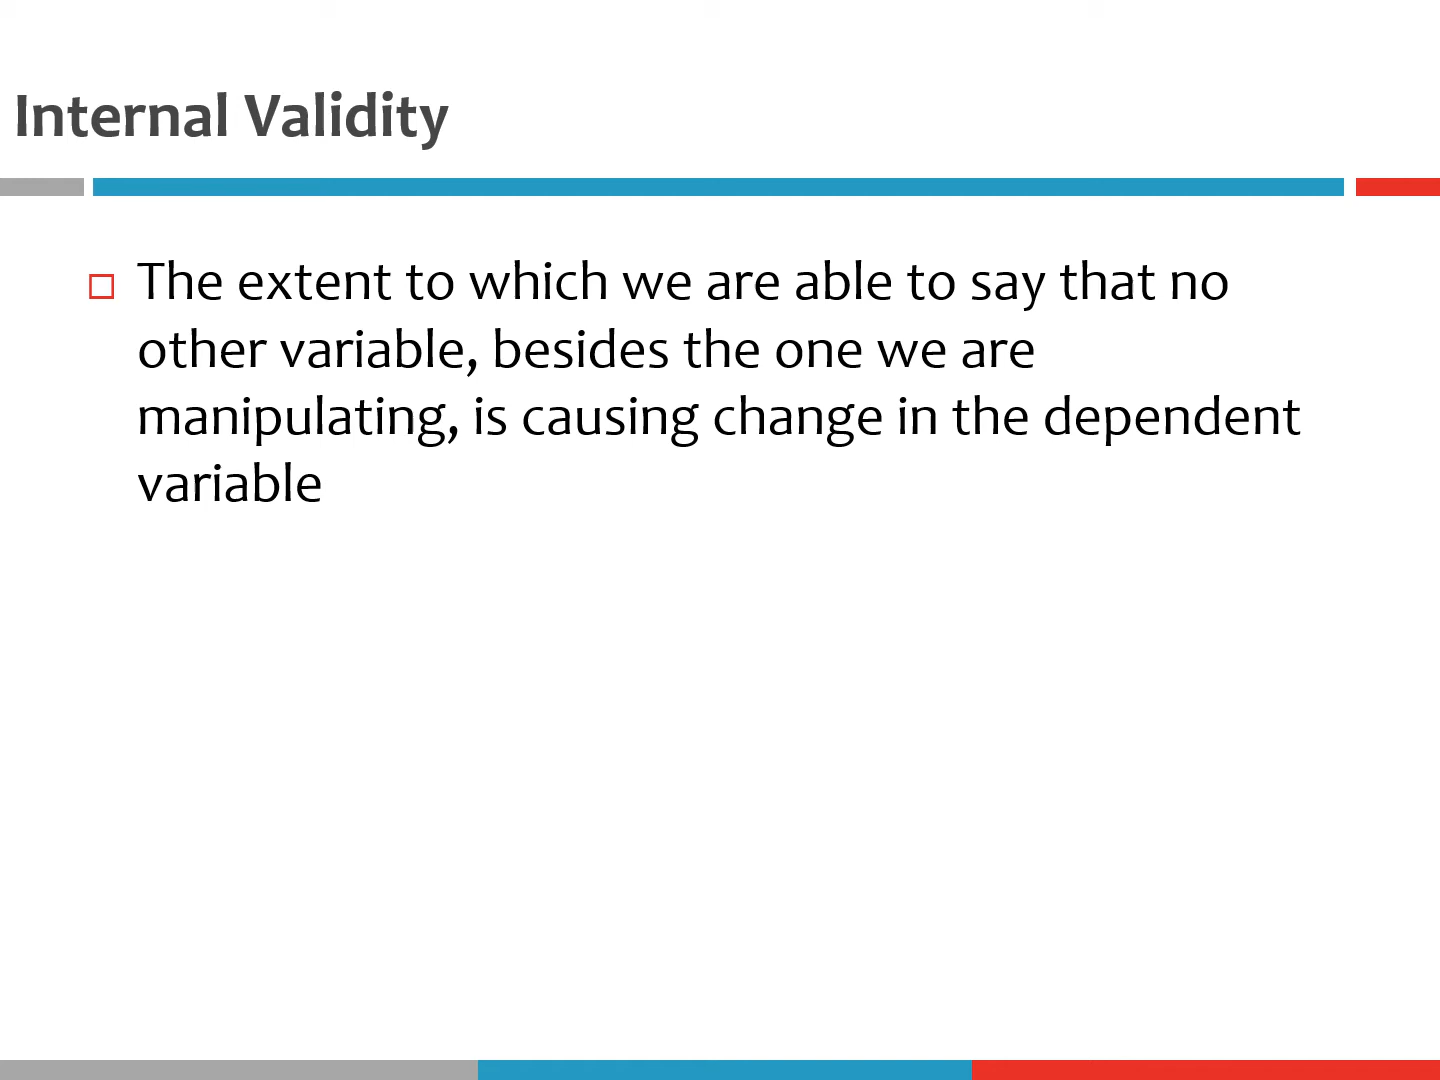 Internal Validity
The extent to which we are able to say that no
other variable, besides the one we are
manipulating, is causing change in the dependent
variable